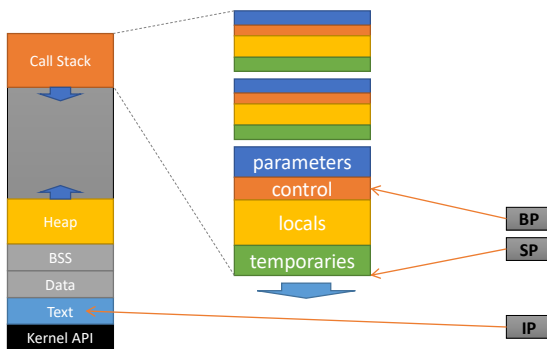 Call Stack
Heap
BSS
Data
Text
Kernel API
parameters
control
locals
temporaries
BP
SP
IP